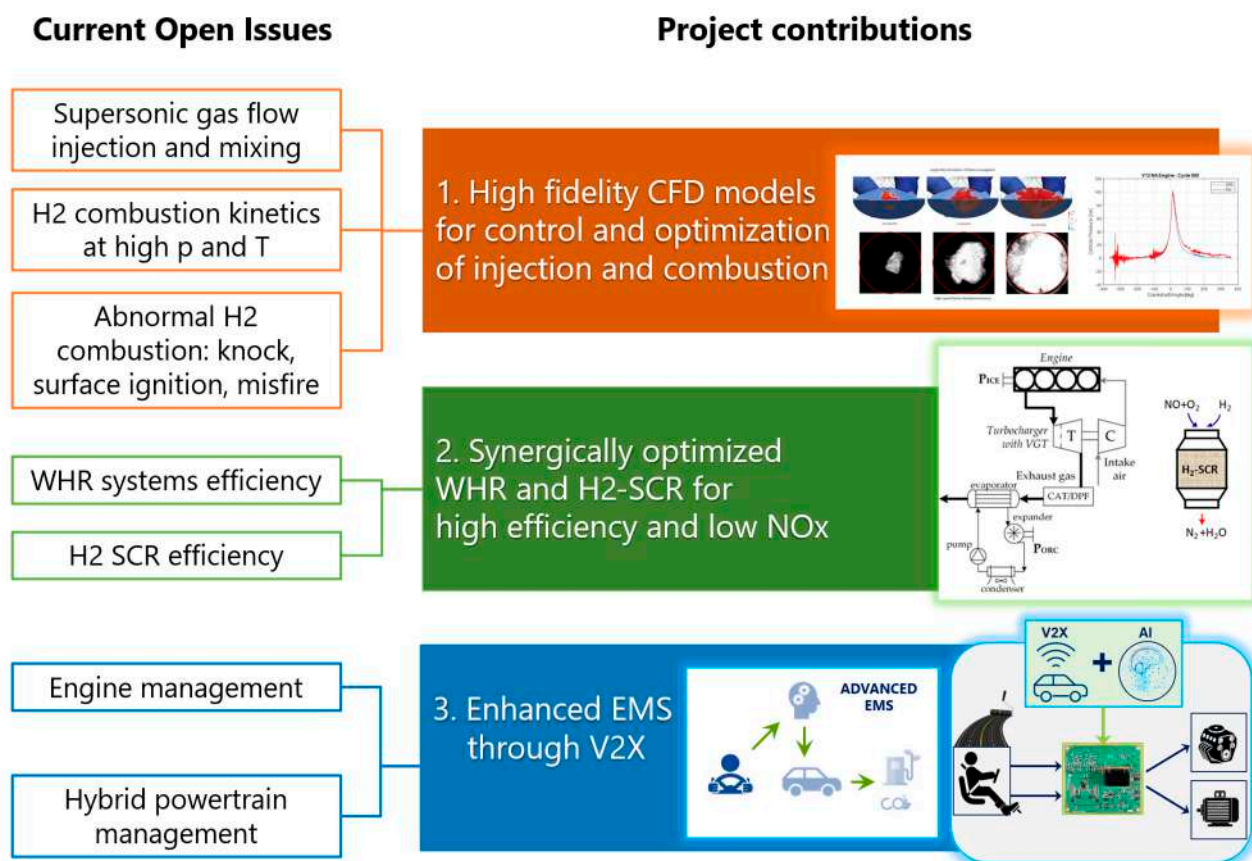 Current Open Issues
Project contributions
Supersonic gas flow
injection and mixing
H2 combustion kinetics
at high p and T
Abnormal H2
combustion: knock,
surface ignition, misfire
1. High fidelity CFD models
for control and optimization
of injection and combustion
V12 NA Engine - Cycle
WHR systems efficiency
H2 SCR efficiency
2. Synergically optimized
WHR and H2-SCR for
high efficiency and low NOx
Engine
PICE
Turbocharger
with VGT
T
C
Intake
air
Exhaust gas
CAT/DPF
evaporator
expander
pump
PORC
condenser
NO+O2
H2
H2-SCR
N2 +H2O
Engine management
Hybrid powertrain
management
3. Enhanced EMS
through V2X
ADVANCED
EMS
V2X
+
AI
I